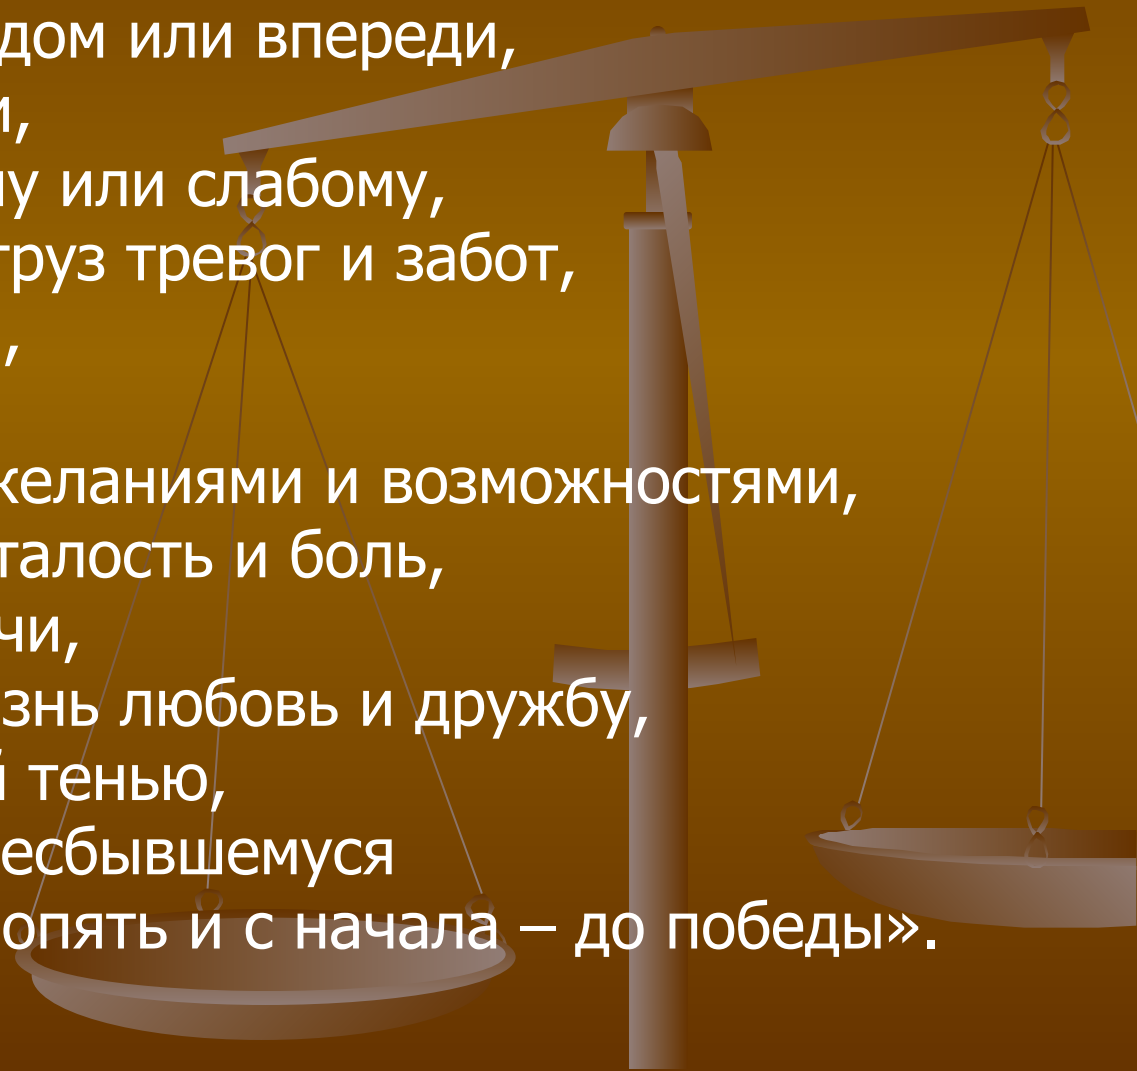 дом или впереди,
и,
му или слабому,
груз тревог и забот,
,
желаниями и возможностями,
талость и боль,
чи,
знь любовь и дружбу,
й тенью,
есбывшемуся
опять и с начала – до победы».